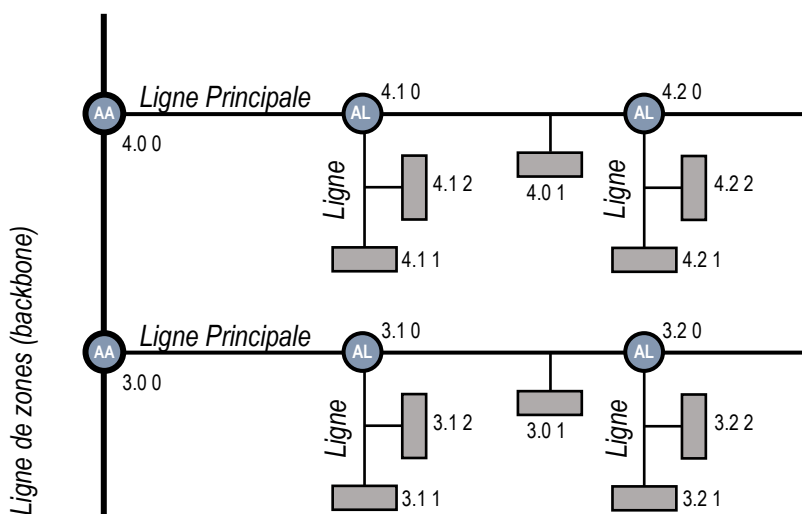 4.1 0
4.2 0
Ligne Principale
AA
AL
AL
4.0 0
Ligne
4.1 2
4.0 1
Ligne
4.2 2
4.1 1
4.2 1
Ligne de zones (backbone)
3.1 0
3.2 0
Ligne Principale
AA
AL
AL
3.0 0
Ligne
3.1 2
3.0 1
Ligne
3.2 2
3.1 1
3.2 1